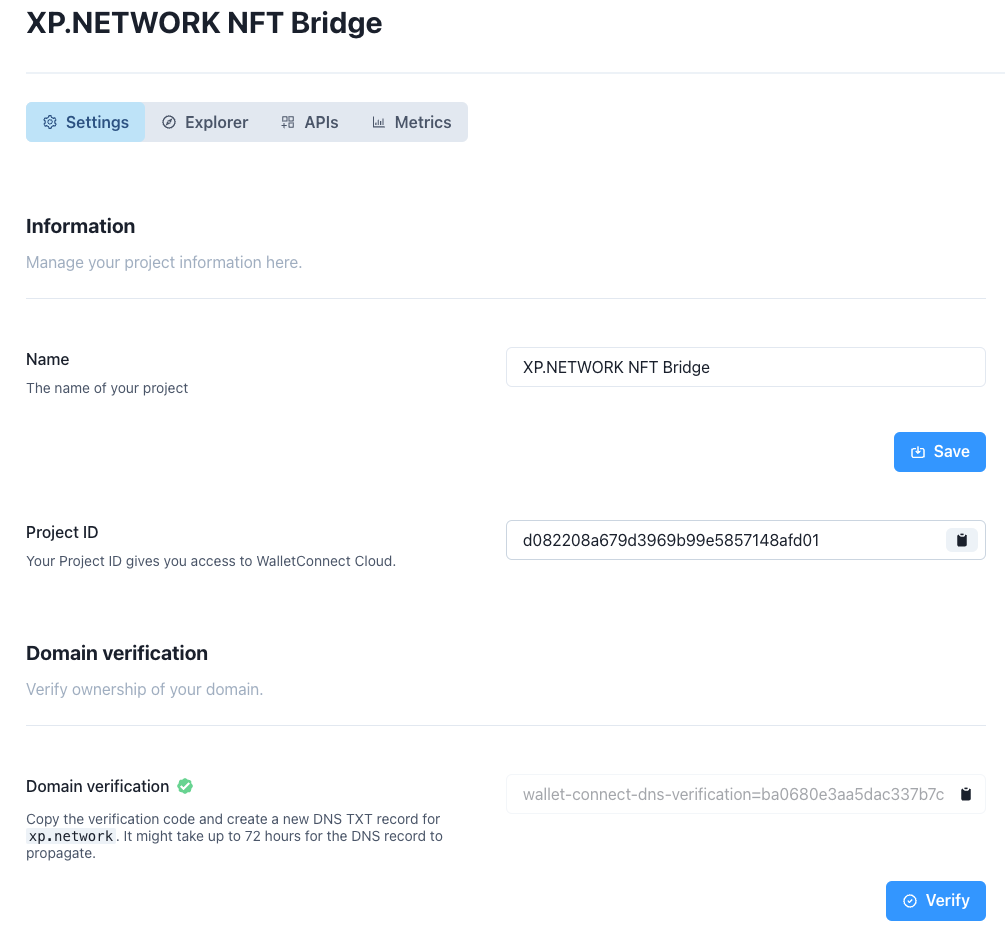 XP.NETWORK NFT Bridge
Settings
Explorer
APIs
Metrics
Information
Manage your project information here.
Name
The name of your project
XP.NETWORK NFT Bridge
Save
Project ID
Your Project ID gives you access to WalletConnect Cloud.
d082208a679d3969b99e5857148afd01
Domain verification
Verify ownership of your domain.
Domain verification
Copy the verification code and create a new DNS TXT record for
xp.network. It might take up to 72 hours for the DNS record to
propagate.
wallet-connect-dns-verification=ba0680e3aa5dac337b7c
Verify